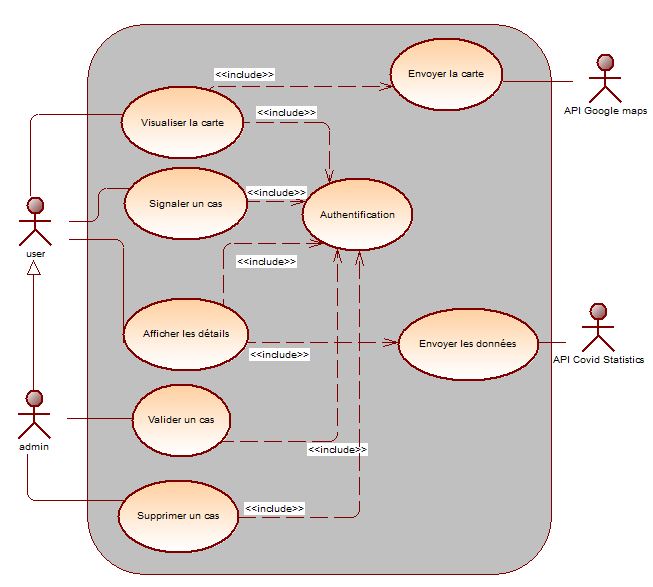 Envoyer la carte
<<include>>
API Google maps
<<include>>
Visualiser la carte
<<include>>
Signaler un cas
Authentification
user
<<include>>
Afficher les détails
Envoyer les données
<<include>>
API Covid Statistics
Valider un cas
admin
<<include>>
<<include>>
Supprimer un cas